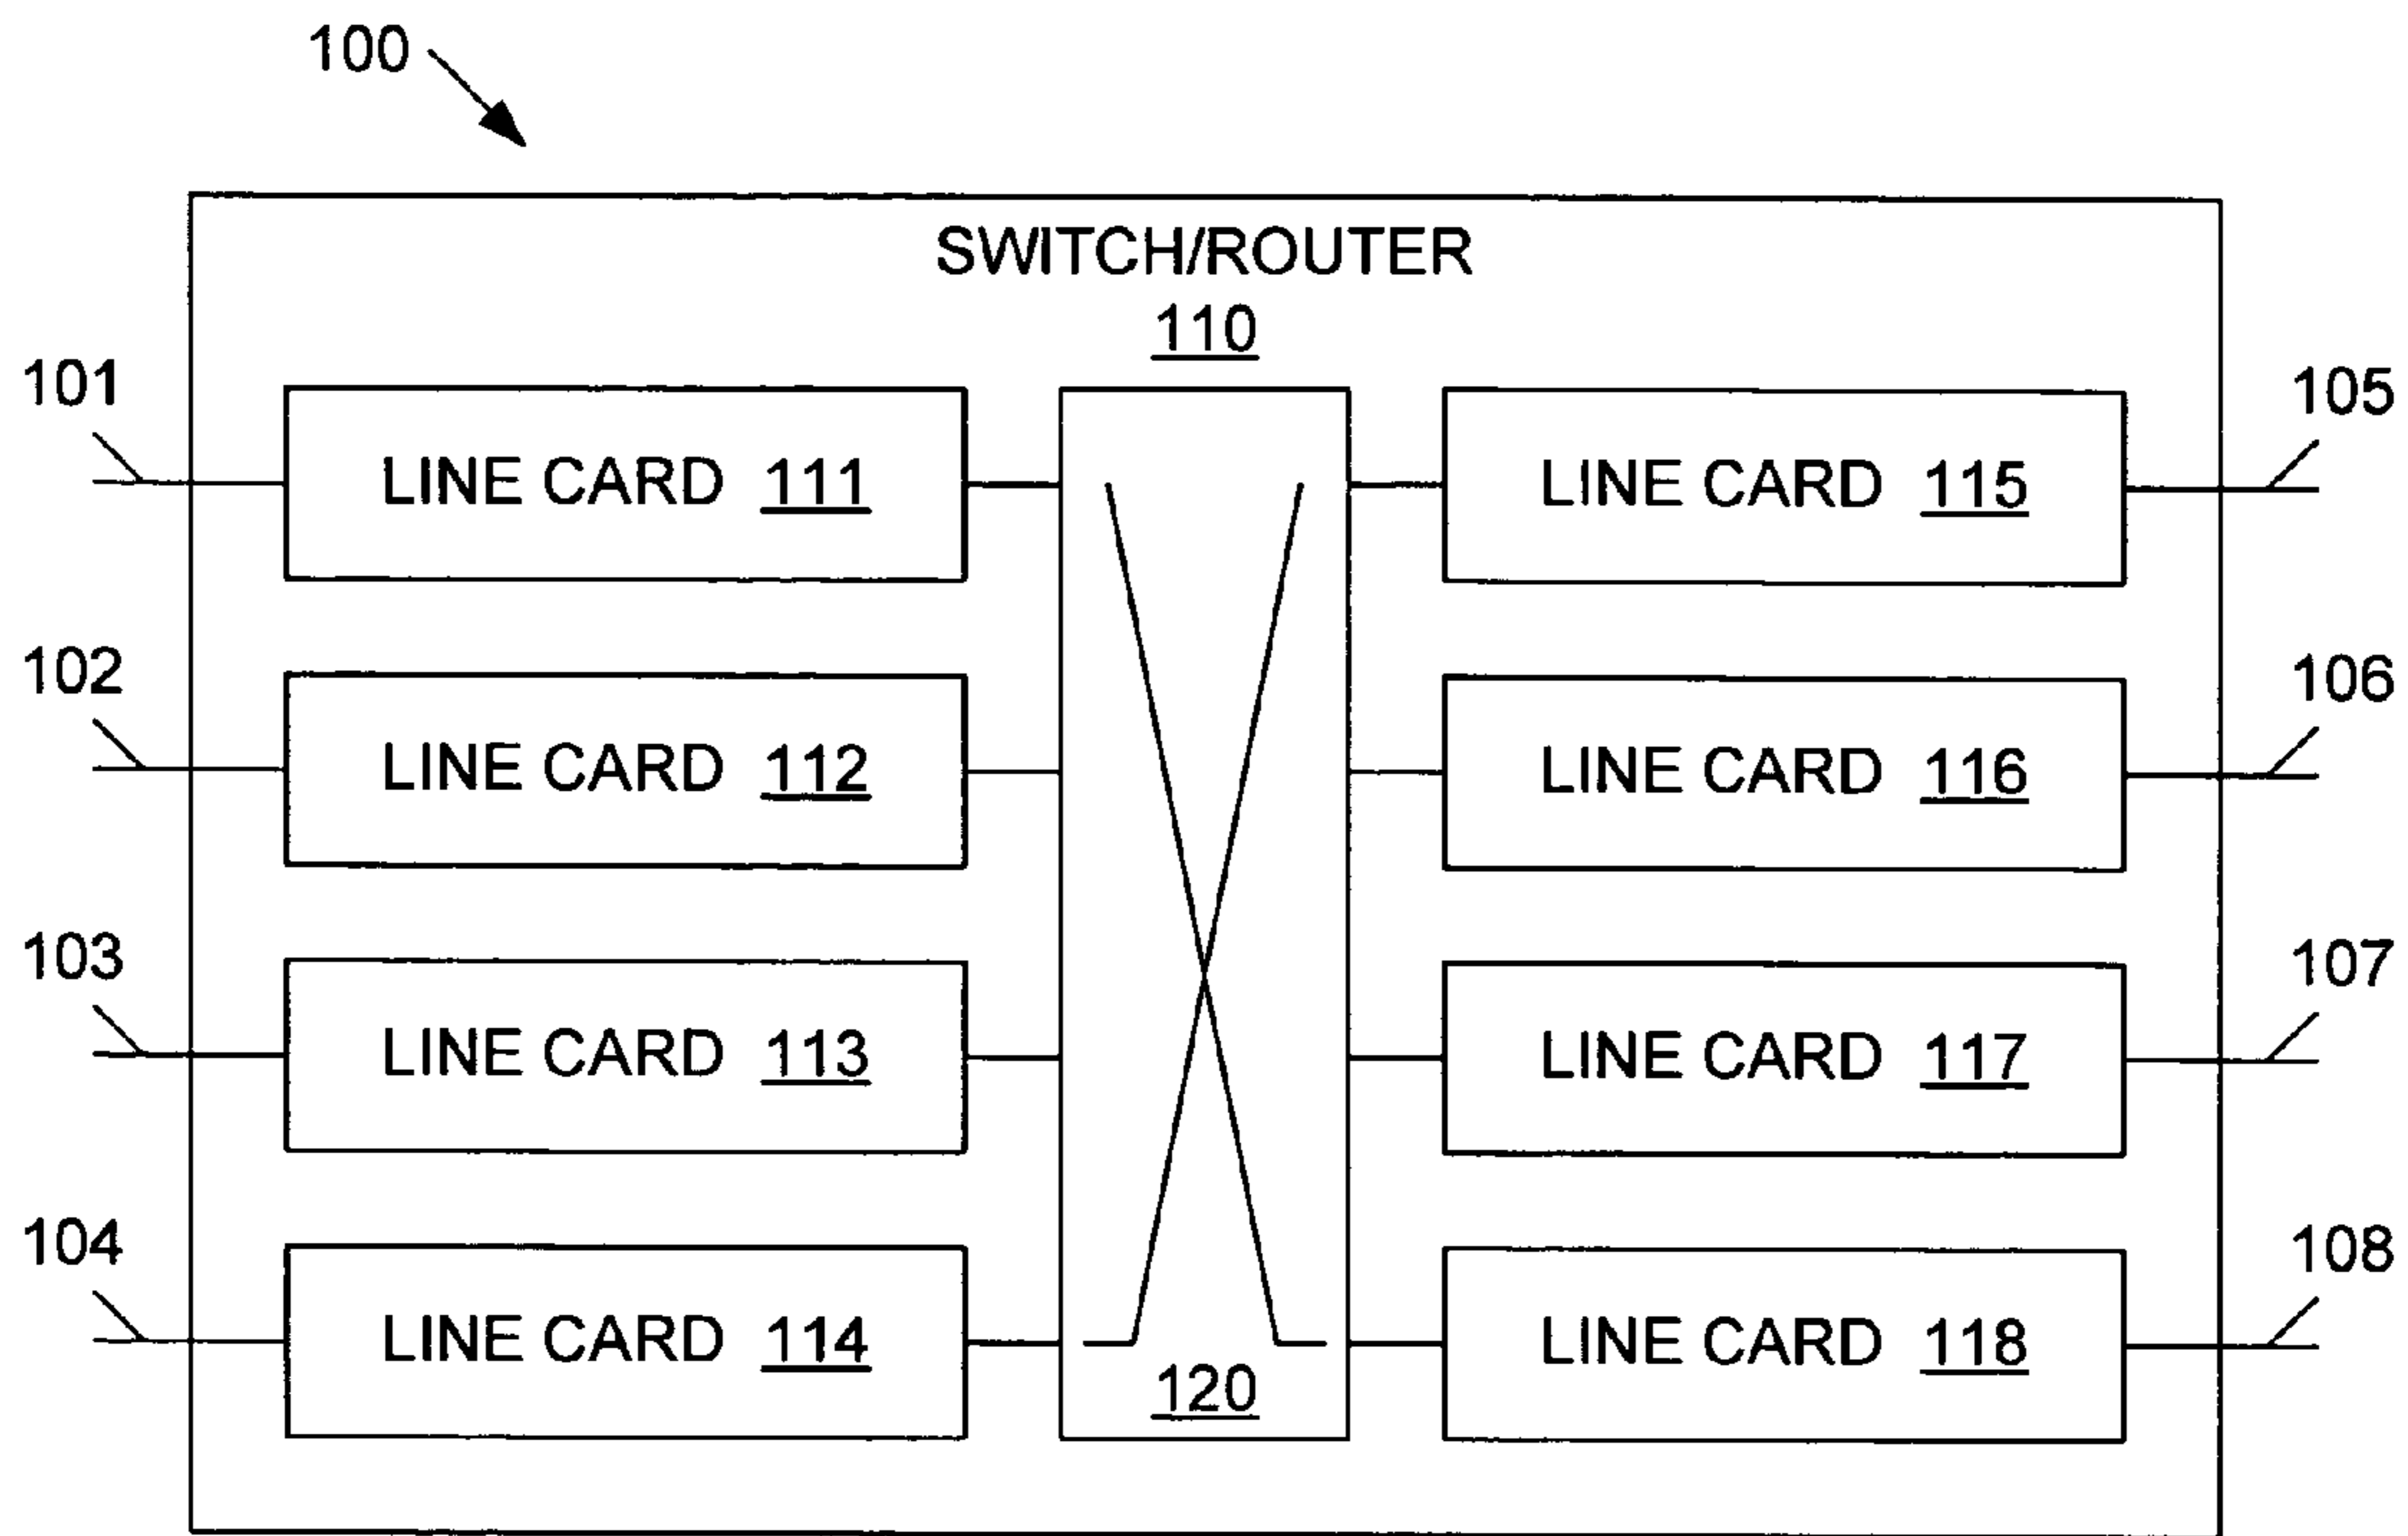 100
SWITCH/ROUTER
110
101
LINE CARD 111
LINE CARD 115
105
102
LINE CARD 112
LINE CARD 116
106
103
LINE CARD 113
LINE CARD 117
107
104
LINE CARD 114
LINE CARD 118
108
120